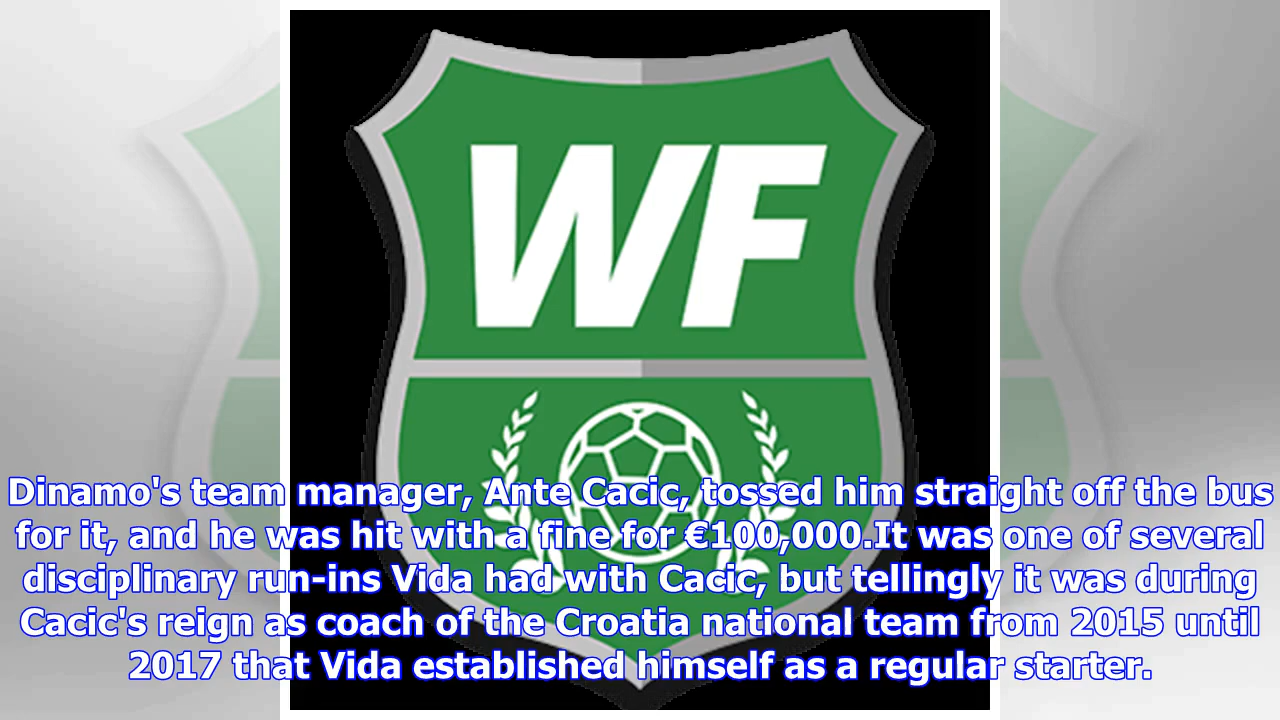 WF
Dinamo's team manager, Ante Cacic, tossed him straight off the bus
for it, and he was hit with a fine for €100,000.It was one of several
disciplinary run-ins Vida had with Cacic, but tellingly it was during
Cacic's reign as coach of the Croatia national team from 2015 until
2017 that Vida established himself as a regular starter.